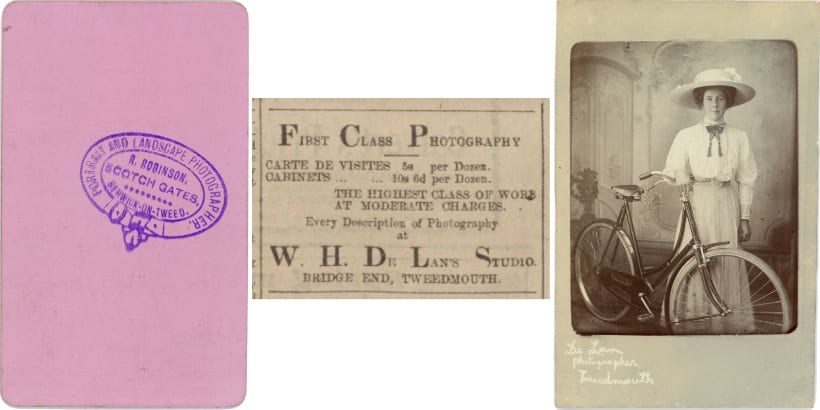 PORTRAIT AND LANDSCAPE PHOTOGRAPHER.
R. ROBINSON,
SCOTCH GATES,
BERWICK-ON-TWEED.
FIRST CLASS PHOTOGRAPHY
CARTE DE VISITES 5s per Dozen.
CABINETS ... ... 10s 6d per Dozen.
THE HIGHEST CLASS OF WORK
AT MODERATE CHARGES.
Every Description of Photography
at
W. H. DE LAN'S STUDIO.
BRIDGE END, TWEEDMOUTH.
De Lan
photographer
Tweedmouth